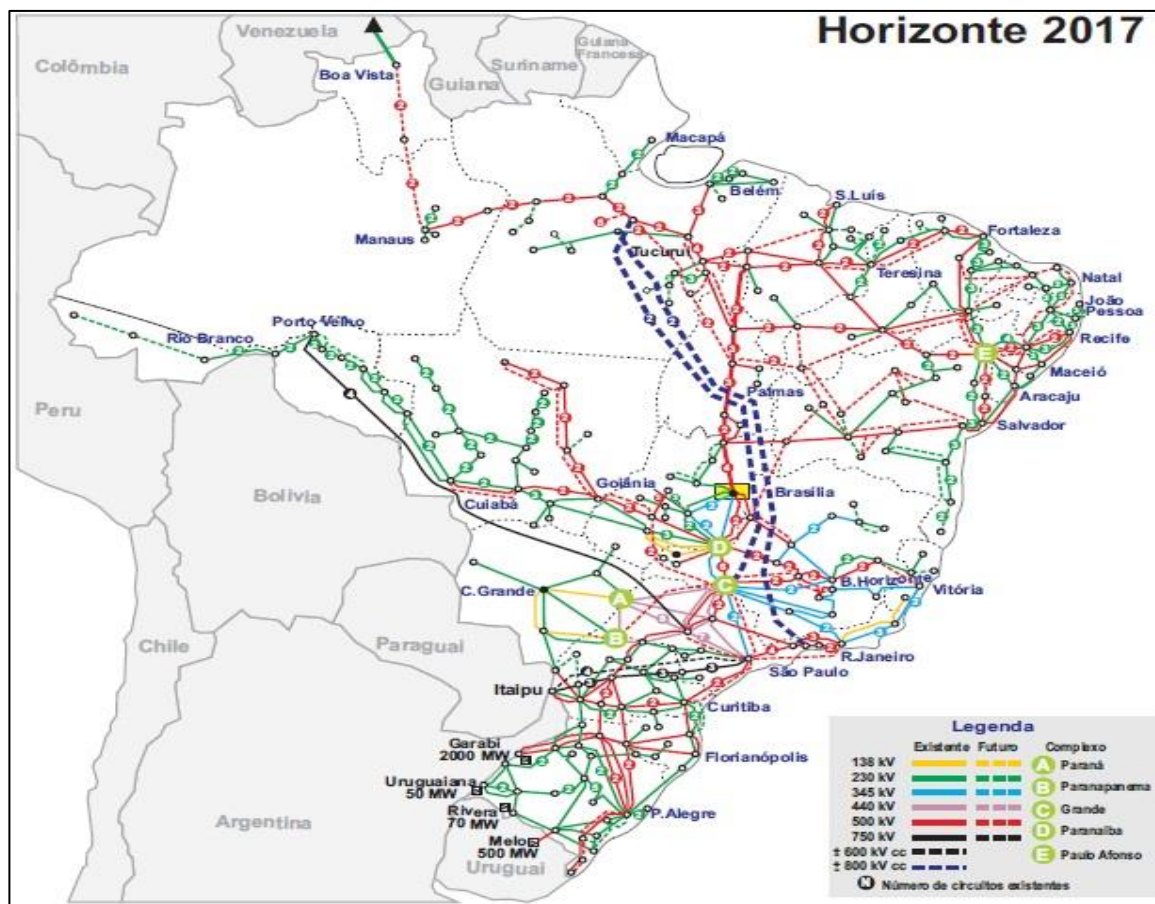 Horizonte 2017
Venezuela
Guiana
Francesa
Colômbia
Suriname
Boa Vista
Guiana
Macapá
Belém
S.Luís
Manaus
Fortaleza
Tucuruí
Teresina
Natal
João
Pessoa
Porto Velho
Rio Branco
Recife
E
Maceió
Peru
Palmas
Aracaju
Salvador
Bolívia
Goiânia
Brasília
Cuiabá
D
B.Horizonte
C
Vitória
C.Grande
A
Chile
Paraguai
B
R.Janeiro
São Paulo
Itaipu
Curitiba
Garabi
2000 MW
Florianópolis
Uruguaiana
50 MW
Rivera
70 MW
P.Alegre
Argentina
Melo
500 MW
Uruguai
Legenda
Existente Futuro Complexo
138 kV A Paraná
230 kV B Paranapanema
345 kV C Grande
440 kV D Paranaíba
500 kV E Paulo Afonso
750 kV
± 600 kV cc
± 800 kV cc
N Número de circuitos existentes